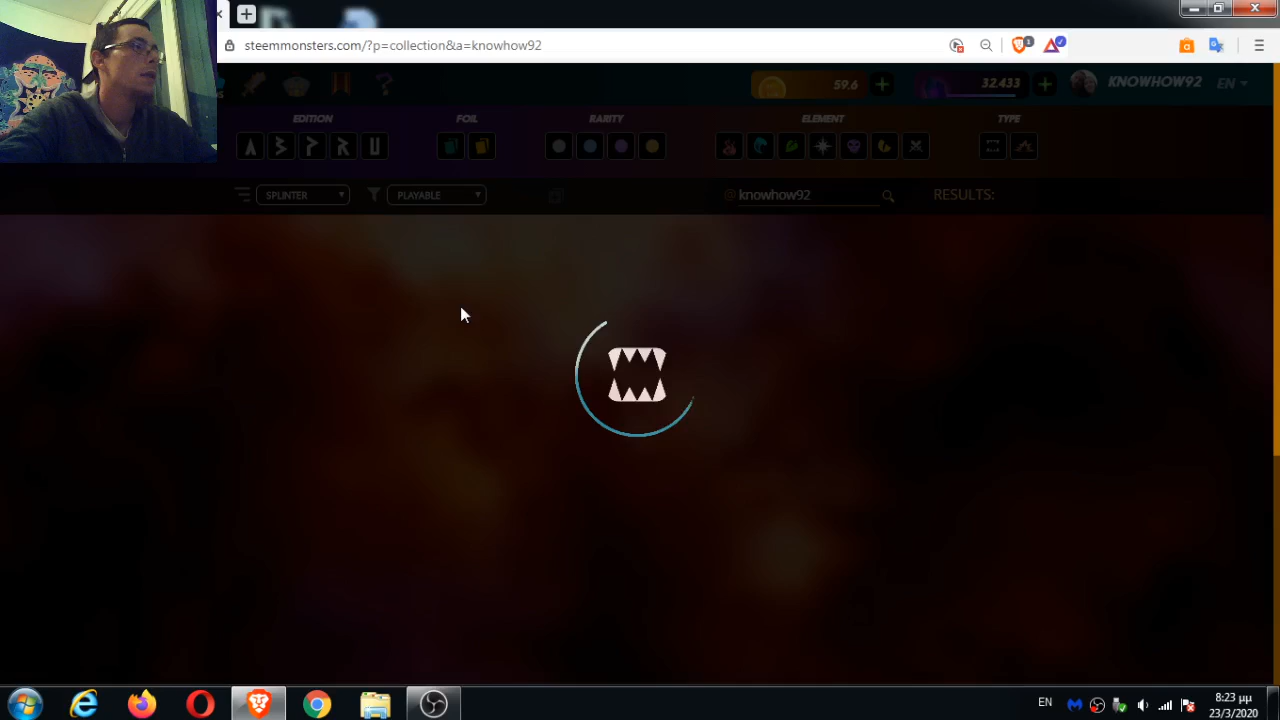 steemmonsters.com/?p=collection&a=knowhow92
59.6
32.433
KNOWHOW92
EN
EDITION
FOIL
RARITY
ELEMENT
TYPE
SPLINTER
PLAYABLE
@ knowhow92
RESULTS:
EN
8:23 μμ
23/3/2020